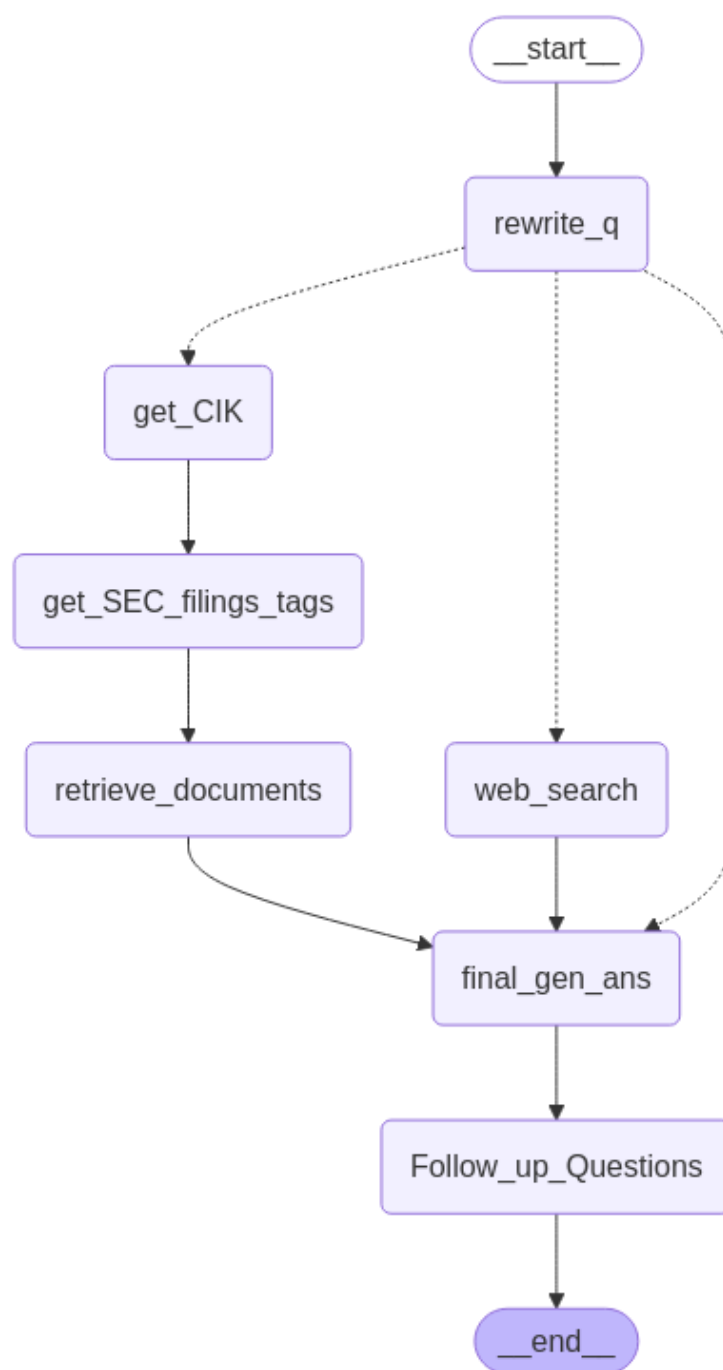 __start__
rewrite_q
get_CIK
get_SEC_filings_tags
retrieve_documents
web_search
final_gen_ans
Follow_up_Questions
__end__